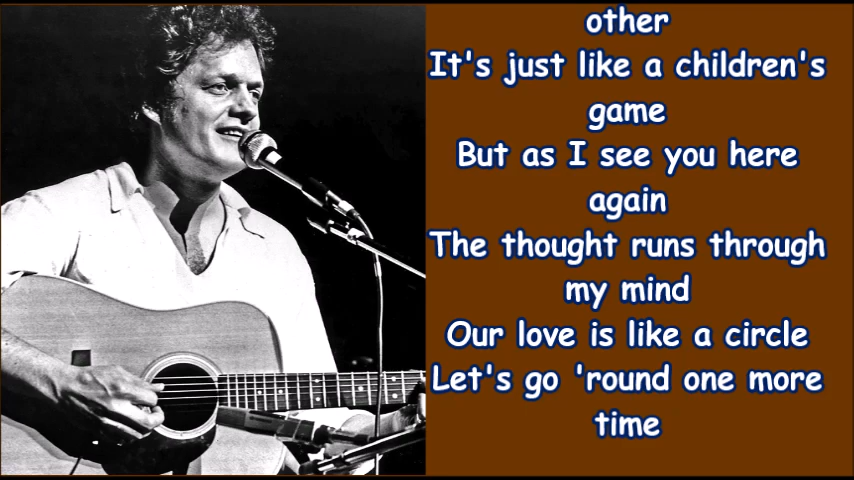 other
It's just like a children's
game
But as I see you here
again
The thought runs through
my mind
Our love is like a circle
Let's go 'round one more
time